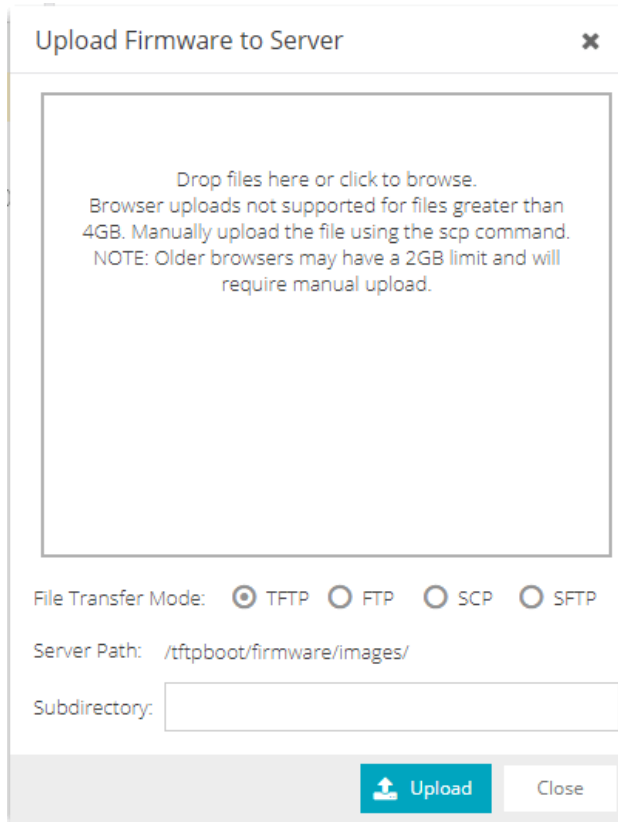 Upload Firmware to Server
Drop files here or click to browse.
Browser uploads not supported for files greater than
4GB. Manually upload the file using the scp command.
NOTE: Older browsers may have a 2GB limit and will
require manual upload.
File Transfer Mode: TFTP FTP SCP SFTP
Server Path: /tftpboot/firmware/images/
Subdirectory:
Upload Close